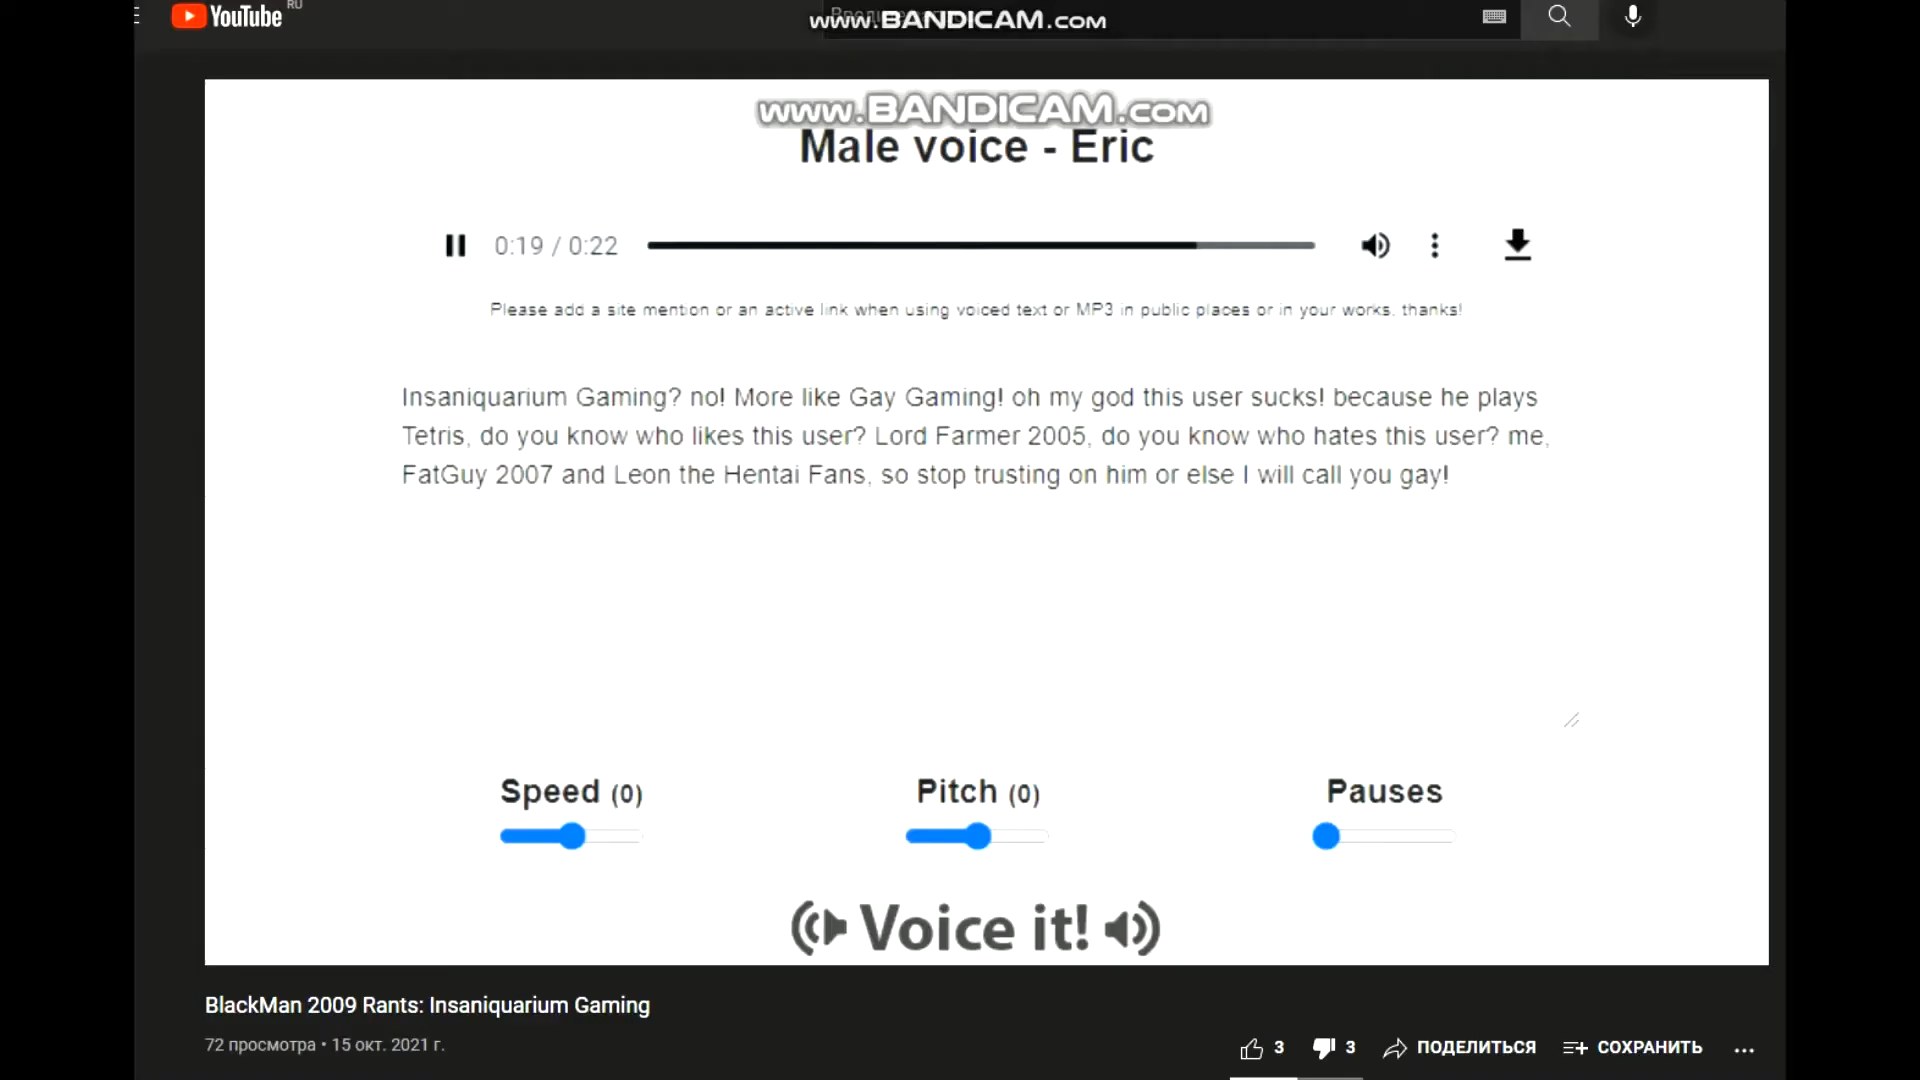 YouTube
RU
www.BANDICAM.com
www.BANDICAM.com
Male voice - Eric
0:19 / 0:22
Please add a site mention or an active link when using voiced text or MP3 in public places or in your works. thanks!
Insaniquarium Gaming? no! More like Gay Gaming! oh my god this user sucks! because he plays
Tetris, do you know who likes this user? Lord Farmer 2005, do you know who hates this user? me,
FatGuy 2007 and Leon the Hentai Fans, so stop trusting on him or else I will call you gay!
Speed (0)
Pitch (0)
Pauses
Voice it!
BlackMan 2009 Rants: Insaniquarium Gaming
72 просмотра • 15 окт. 2021 г.
3
3
ПОДЕЛИТЬСЯ
СОХРАНИТЬ